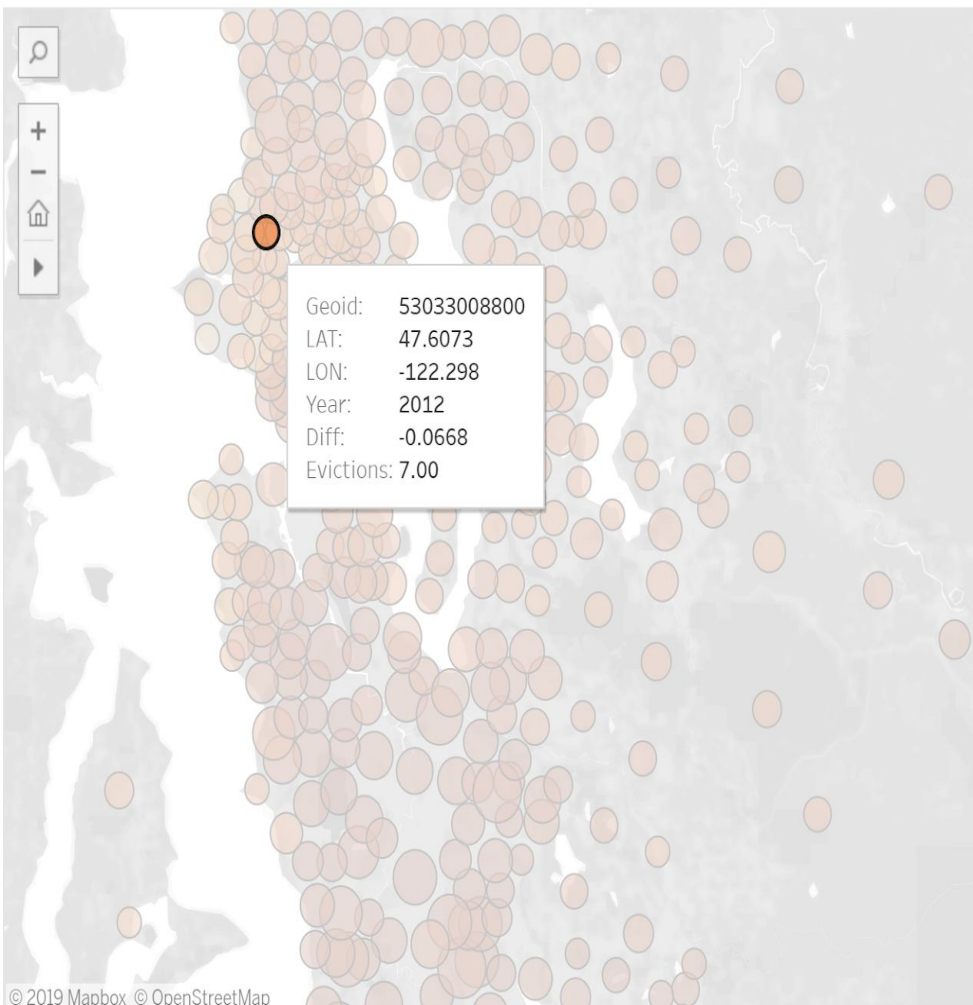 Geoid: 53033008800
LAT: 47.6073
LON: -122.298
Year: 2012
Diff: -0.0668
Evictions: 7.00
© 2019 Mapbox © OpenStreetMap